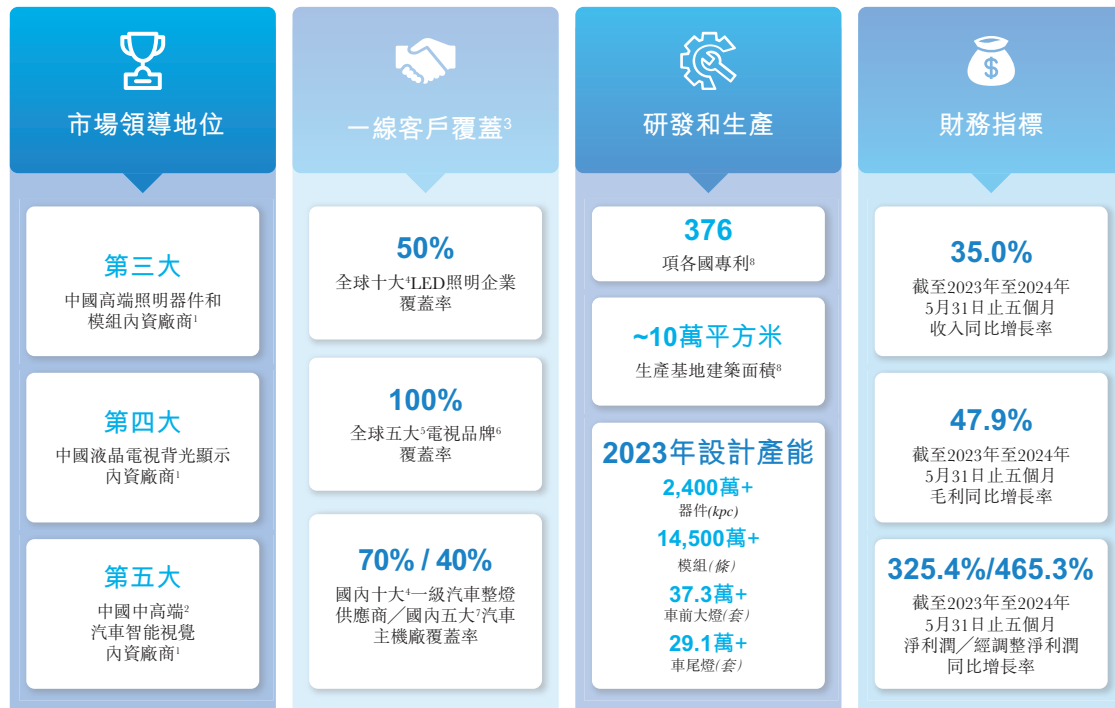 市場領導地位
第三大
中國高端照明器件和
模組內資廠商¹
第四大
中國液晶電視背光顯示
內資廠商¹
第五大
中國中高端²
汽車智能視覺
內資廠商¹
一線客戶覆蓋³
50%
全球十大⁴LED照明企業
覆蓋率
100%
全球五大⁵電視品牌⁶
覆蓋率
70% / 40%
國內十大⁴一級汽車整燈
供應商╱國內五大⁷汽車
主機廠覆蓋率
研發和生產
376
項各國專利⁸
~10萬平方米
生產基地建築面積⁸
2023年設計產能
2,400萬+
器件(kpc)
14,500萬+
模組(條)
37.3萬+
車前大燈(套)
29.1萬+
車尾燈(套)
財務指標
$
35.0%
截至2023年至2024年
5月31日止五個月
收入同比增長率
47.9%
截至2023年至2024年
5月31日止五個月
毛利同比增長率
325.4%/465.3%
截至2023年至2024年
5月31日止五個月
淨利潤╱經調整淨利潤
同比增長率